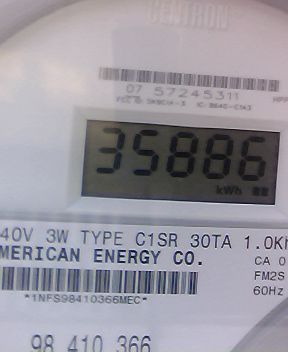 CENTRON
07 57245311
35886
kWh
40V 3W TYPE C1SR 30TA 1.0Kh
MERICAN ENERGY CO.
CA 0
FM2S
60Hz
*1NFS98410366MEC*
98 410 366